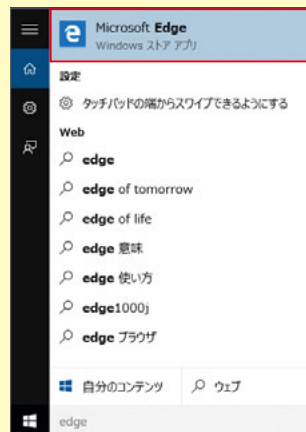 Microsoft Edge
Windows ストア アプリ
設定
タッチパッドの端からスワイプできるようにする
Web
edge
edge of tomorrow
edge of life
edge 意味
edge 使い方
edge1000j
edge ブラウザ
自分のコンテンツ
ウェブ
edge